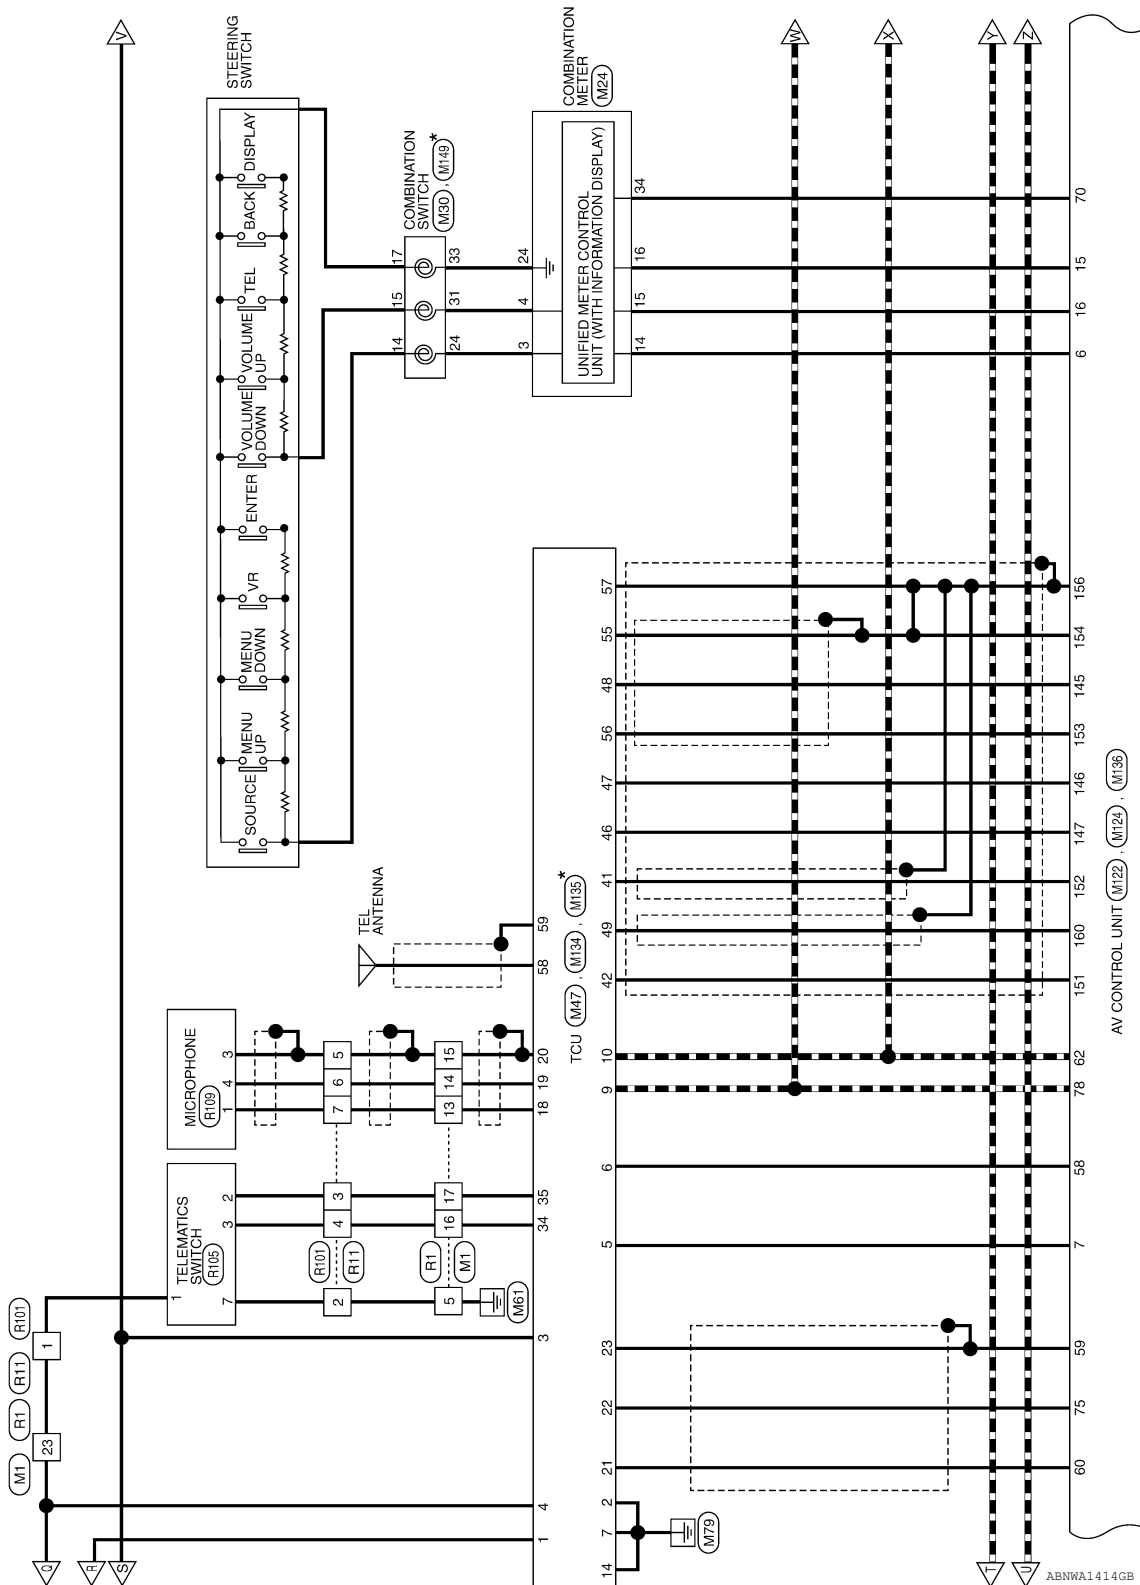 V
STEERING
SWITCH
DISPLAY
BACK
TEL
VOLUME
UP
VOLUME
DOWN
ENTER
VR
MENU
DOWN
MENU
UP
SOURCE
COMBINATION
SWITCH
M30 , M149 *
17 15 14
33 31 24
COMBINATION
METER
M24
24 4 3
UNIFIED METER CONTROL
UNIT (WITH INFORMATION DISPLAY)
34 16 15 14
70 15 16 6
W
X
Y
Z
TEL
ANTENNA
59
58
MICROPHONE
R109
3 4 1
5 6 7
15 14 13
20 19 18
TELEMATICS
SWITCH
R105
1
2 3 7
3 4 2
R101
R11
17 16 5
R1
M1
35 34
M61
R101
1
R11
R1
23
M1
3
4
1
Q
R
S
TCU M47 , M134 , M135 *
57 55 48 56 47 46 41 49 42 10 9 6 5 23 22 21 2 7 14
M79
156 154 145 153 146 147 152 160 151 62 78 58 7 59 75 60
AV CONTROL UNIT M122 , M124 , M136
T
U
ABNWA1414GB